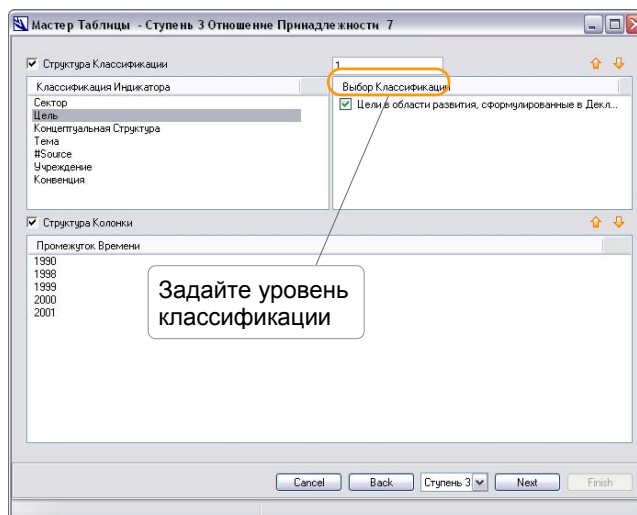 Мастер Таблицы - Ступень 3 Отношение Принадлежности 7
Структура Классификации
1
Классификация Индикатора
Выбор Классификации
Сектор
Цели в области развития, сформулированные в Декл...
Цель
Концептуальная Структура
Тема
#Source
Учреждение
Конвенция
Структура Колонки
Промежуток Времени
1990
1998
1999
2000
2001
Задайте уровень
классификации
Cancel
Back
Ступень 3
Next
Finish